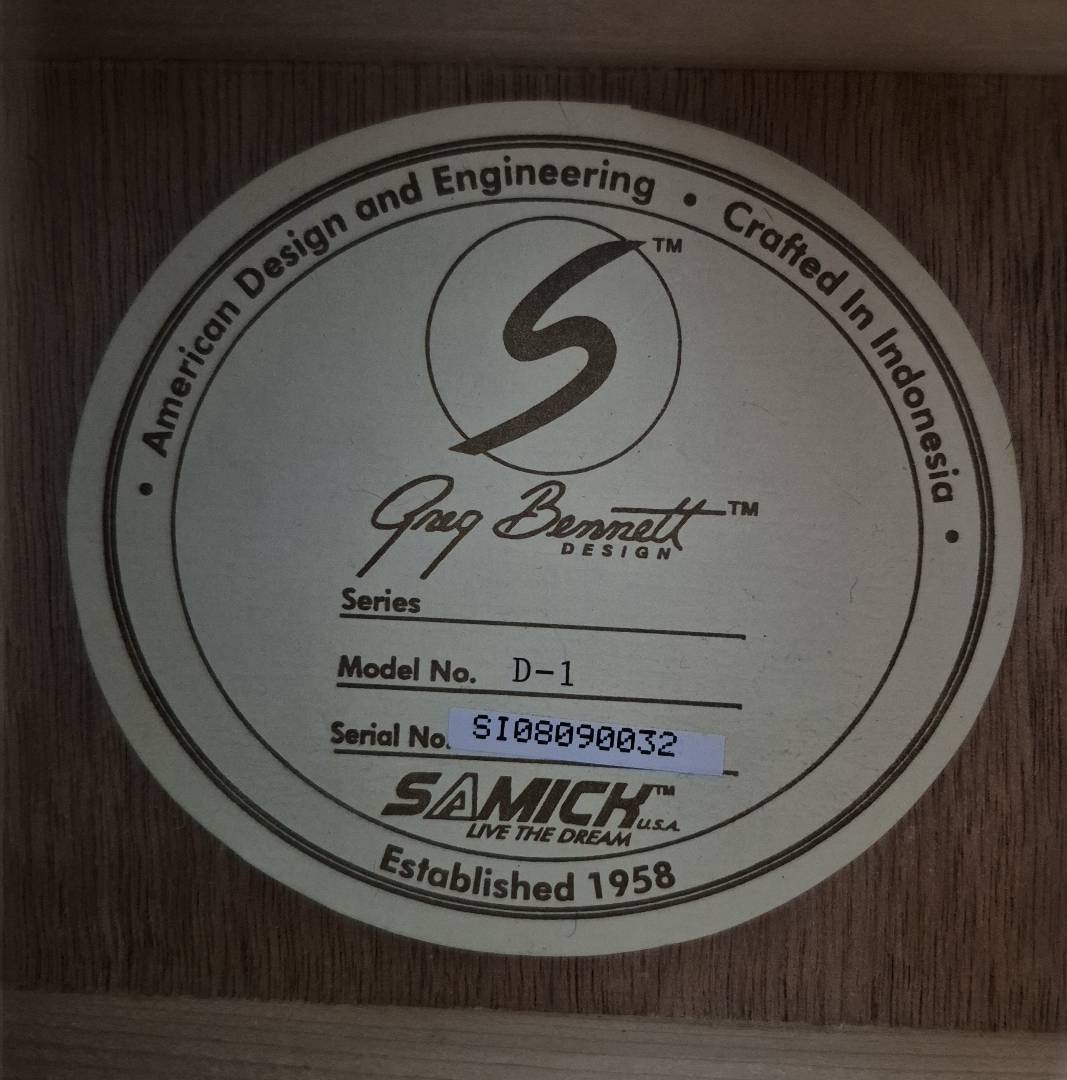 • American Design and Engineering • Crafted In Indonesia •
S™
Greg Bennett™
DESIGN
Series
Model No. D-1
Serial No. SI08090032
SAMICK™ U.S.A.
LIVE THE DREAM
Established 1958